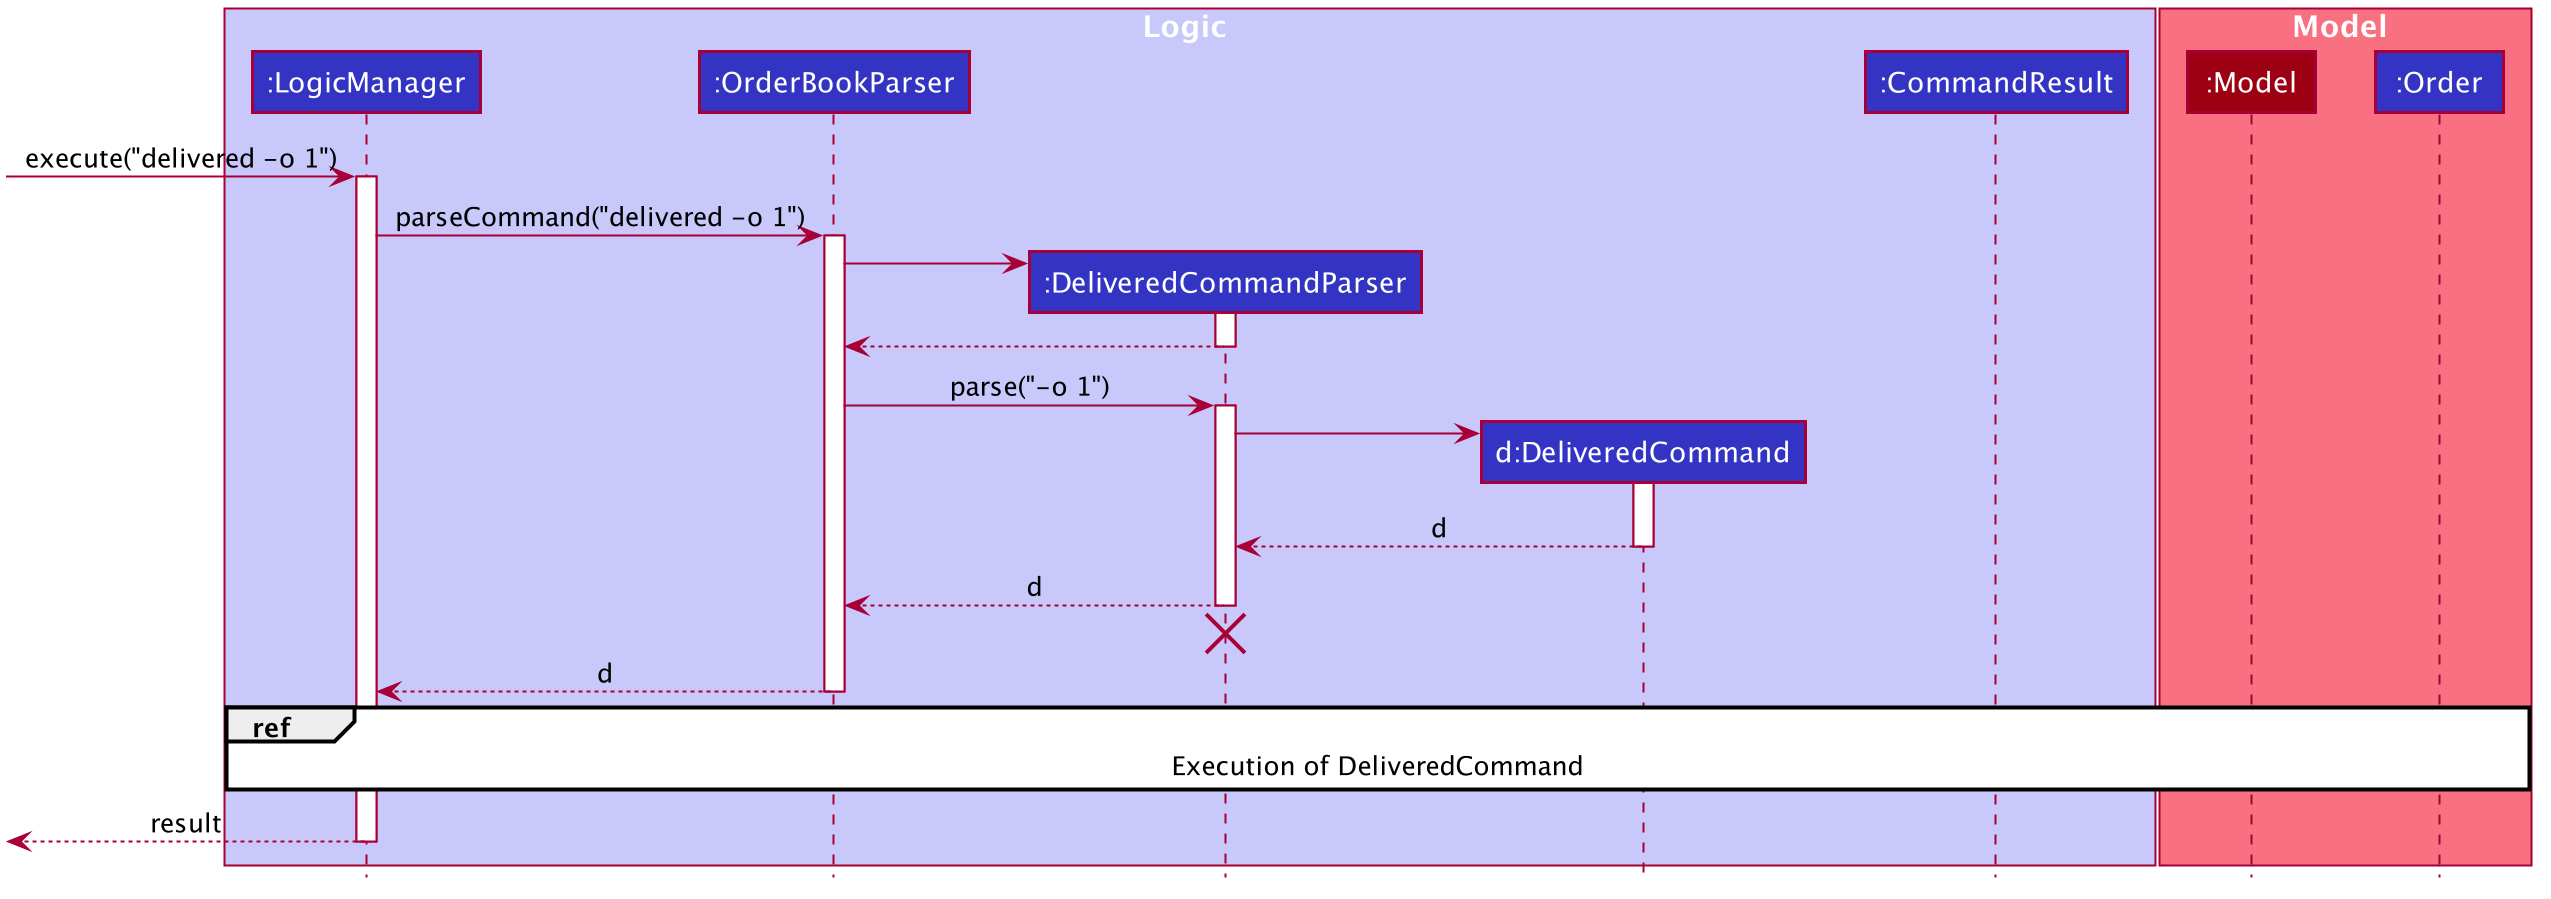 Logic
Model
:LogicManager
:OrderBookParser
:CommandResult
:Model
:Order
execute("delivered -o 1")
parseCommand("delivered -o 1")
:DeliveredCommandParser
parse("-o 1")
d:DeliveredCommand
d
d
d
ref
Execution of DeliveredCommand
result